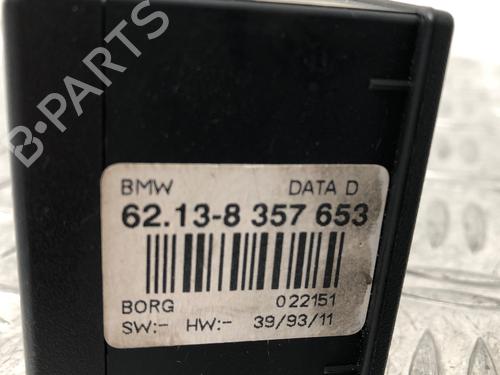 B-PARTS
BMW DATA D
62.13-8 357 653
BORG 022151
SW:- HW:- 39/93/11